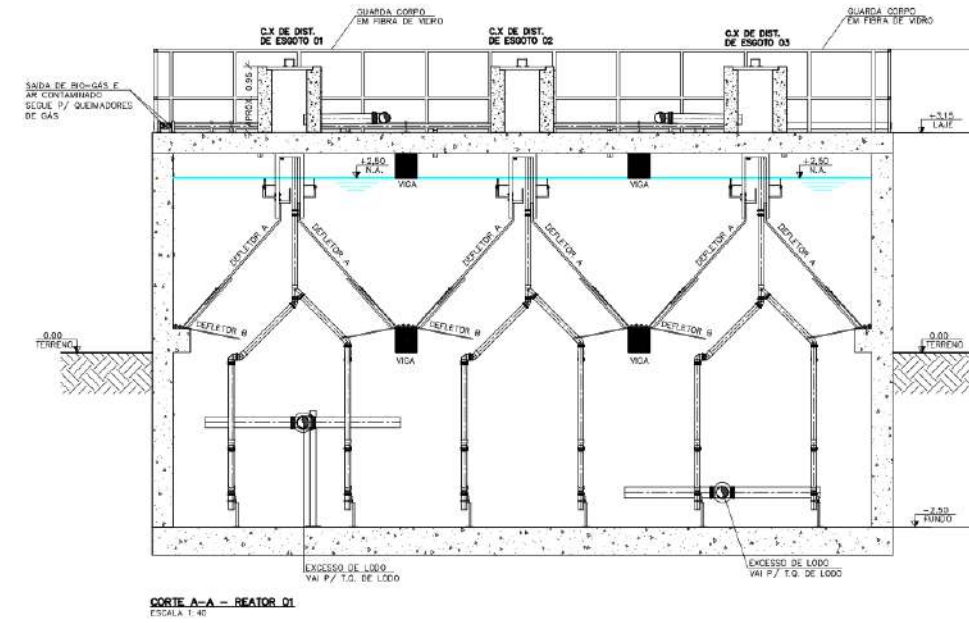 GUARDA CORPO
EM FIBRA DE VIDRO
GUARDA CORPO
EM FIBRA DE VIDRO
C.X DE DIST.
DE ESGOTO 01
C.X DE DIST.
DE ESGOTO 02
C.X DE DIST.
DE ESGOTO 03
SAÍDA DE BIO-GÁS E
AR CONTAMINADO
SEGUE P/ QUEIMADORES
DE GÁS
APROX. 0.95
+3,15
LAJE
+2,50
N.A.
VIGA
VIGA
+2,50
N.A.
DEFLETOR A
DEFLETOR A
DEFLETOR A
DEFLETOR A
DEFLETOR A
DEFLETOR A
DEFLETOR B
DEFLETOR B
DEFLETOR B
0.00
TERRENO
VIGA
VIGA
0.00
TERRENO
-2,50
FUNDO
EXCESSO DE LODO
VAI P/ T.Q. DE LODO
EXCESSO DE LODO
VAI P/ T.Q. DE LODO
CORTE A-A - REATOR 01
ESCALA 1:40